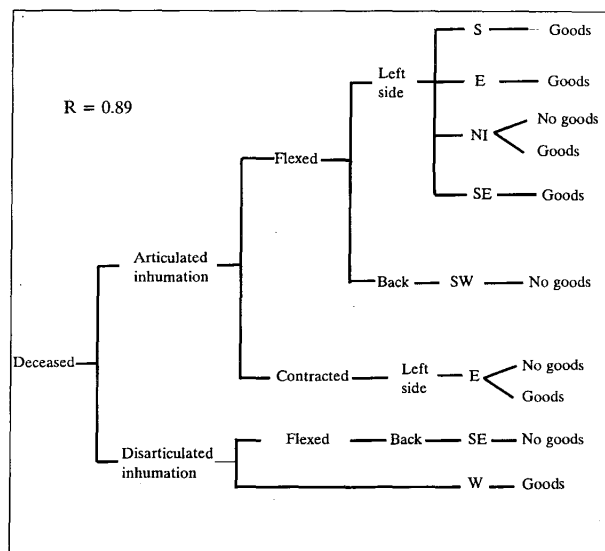 S Goods
Left
side
E Goods
R = 0.89
No goods
NI
Goods
Flexed
SE Goods
Articulated
inhumation
Back SW No goods
Deceased
No goods
Contracted Left
side
E
Goods
Disarticulated
inhumation
Flexed Back SE No goods
W Goods